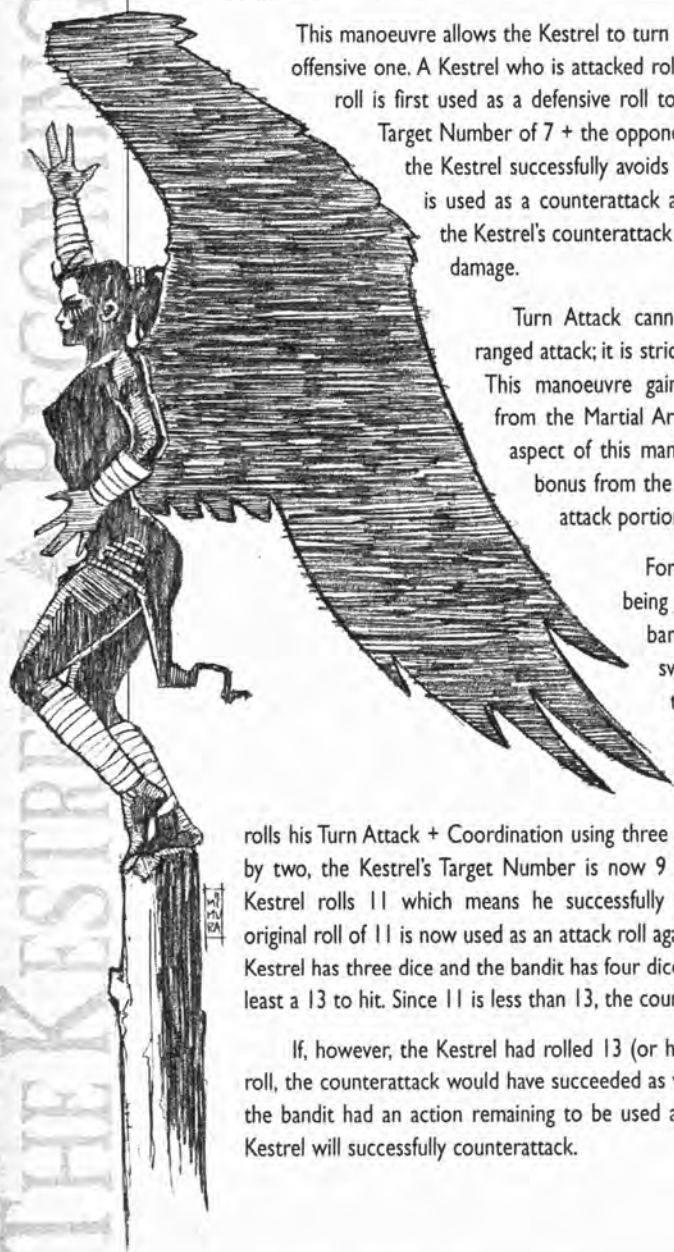 This manoeuvre allows the Kestrel to turn
offensive one. A Kestrel who is attacked rol
roll is first used as a defensive roll to
Target Number of 7 + the oppone
the Kestrel successfully avoids
is used as a counterattack a
the Kestrel's counterattack
damage.
Turn Attack cann
ranged attack; it is stric
This manoeuvre gain
from the Martial Ar
aspect of this man
bonus from the
attack portion
For
being
ban
sv
t
rolls his Turn Attack + Coordination using three
by two, the Kestrel's Target Number is now 9
Kestrel rolls 11 which means he successfully
original roll of 11 is now used as an attack roll aga
Kestrel has three dice and the bandit has four dice
least a 13 to hit. Since 11 is less than 13, the coun
If, however, the Kestrel had rolled 13 (or h
roll, the counterattack would have succeeded as
the bandit had an action remaining to be used a
Kestrel will successfully counterattack.
THE KESTREL A BECOMING